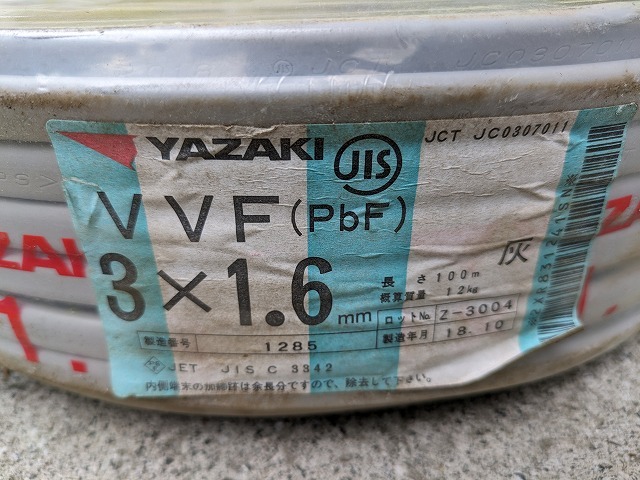 JC0307011
YAZAKI
JIS
JCT JC0307011
VVF(PbF)
3×1.6mm
灰
長さ 100m
概算質量 12kg
ロットNo. Z-3004
製造年月 18.10
製造番号 1285
JET JIS C 3342
内側端末の加締跡は余長分ですので、除去して下さい。